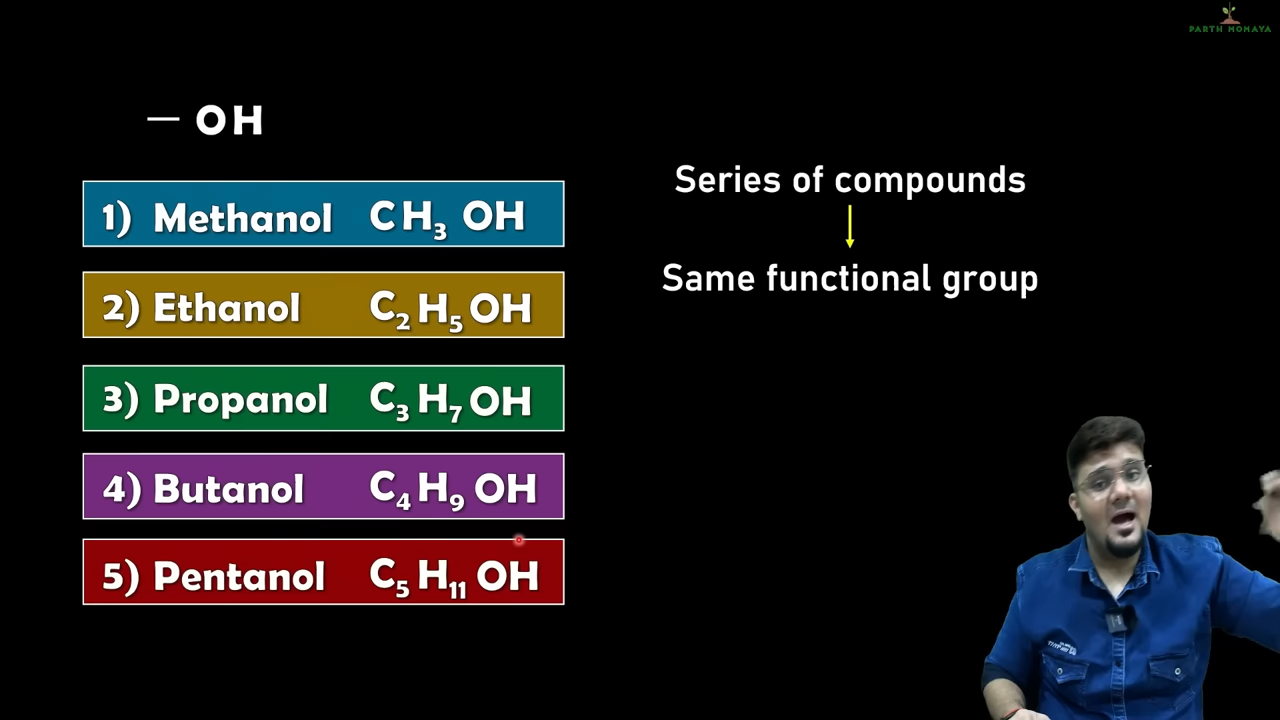 PARTH MOMAYA
— OH
1) Methanol CH₃ OH
2) Ethanol C₂ H₅ OH
3) Propanol C₃ H₇ OH
4) Butanol C₄ H₉ OH
5) Pentanol C₅ H₁₁ OH
Series of compounds
Same functional group